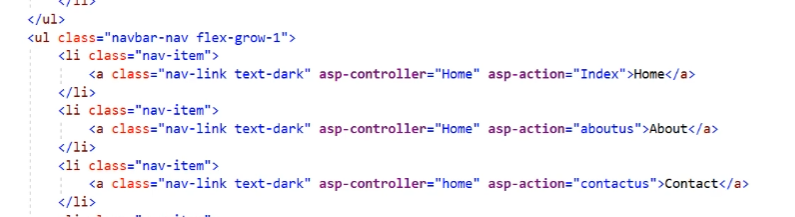 </li>
</ul>
<ul class="navbar-nav flex-grow-1">
<li class="nav-item">
<a class="nav-link text-dark" asp-controller="Home" asp-action="Index">Home</a>
</li>
<li class="nav-item">
<a class="nav-link text-dark" asp-controller="Home" asp-action="aboutus">About</a>
</li>
<li class="nav-item">
<a class="nav-link text-dark" asp-controller="home" asp-action="contactus">Contact</a>
</li>